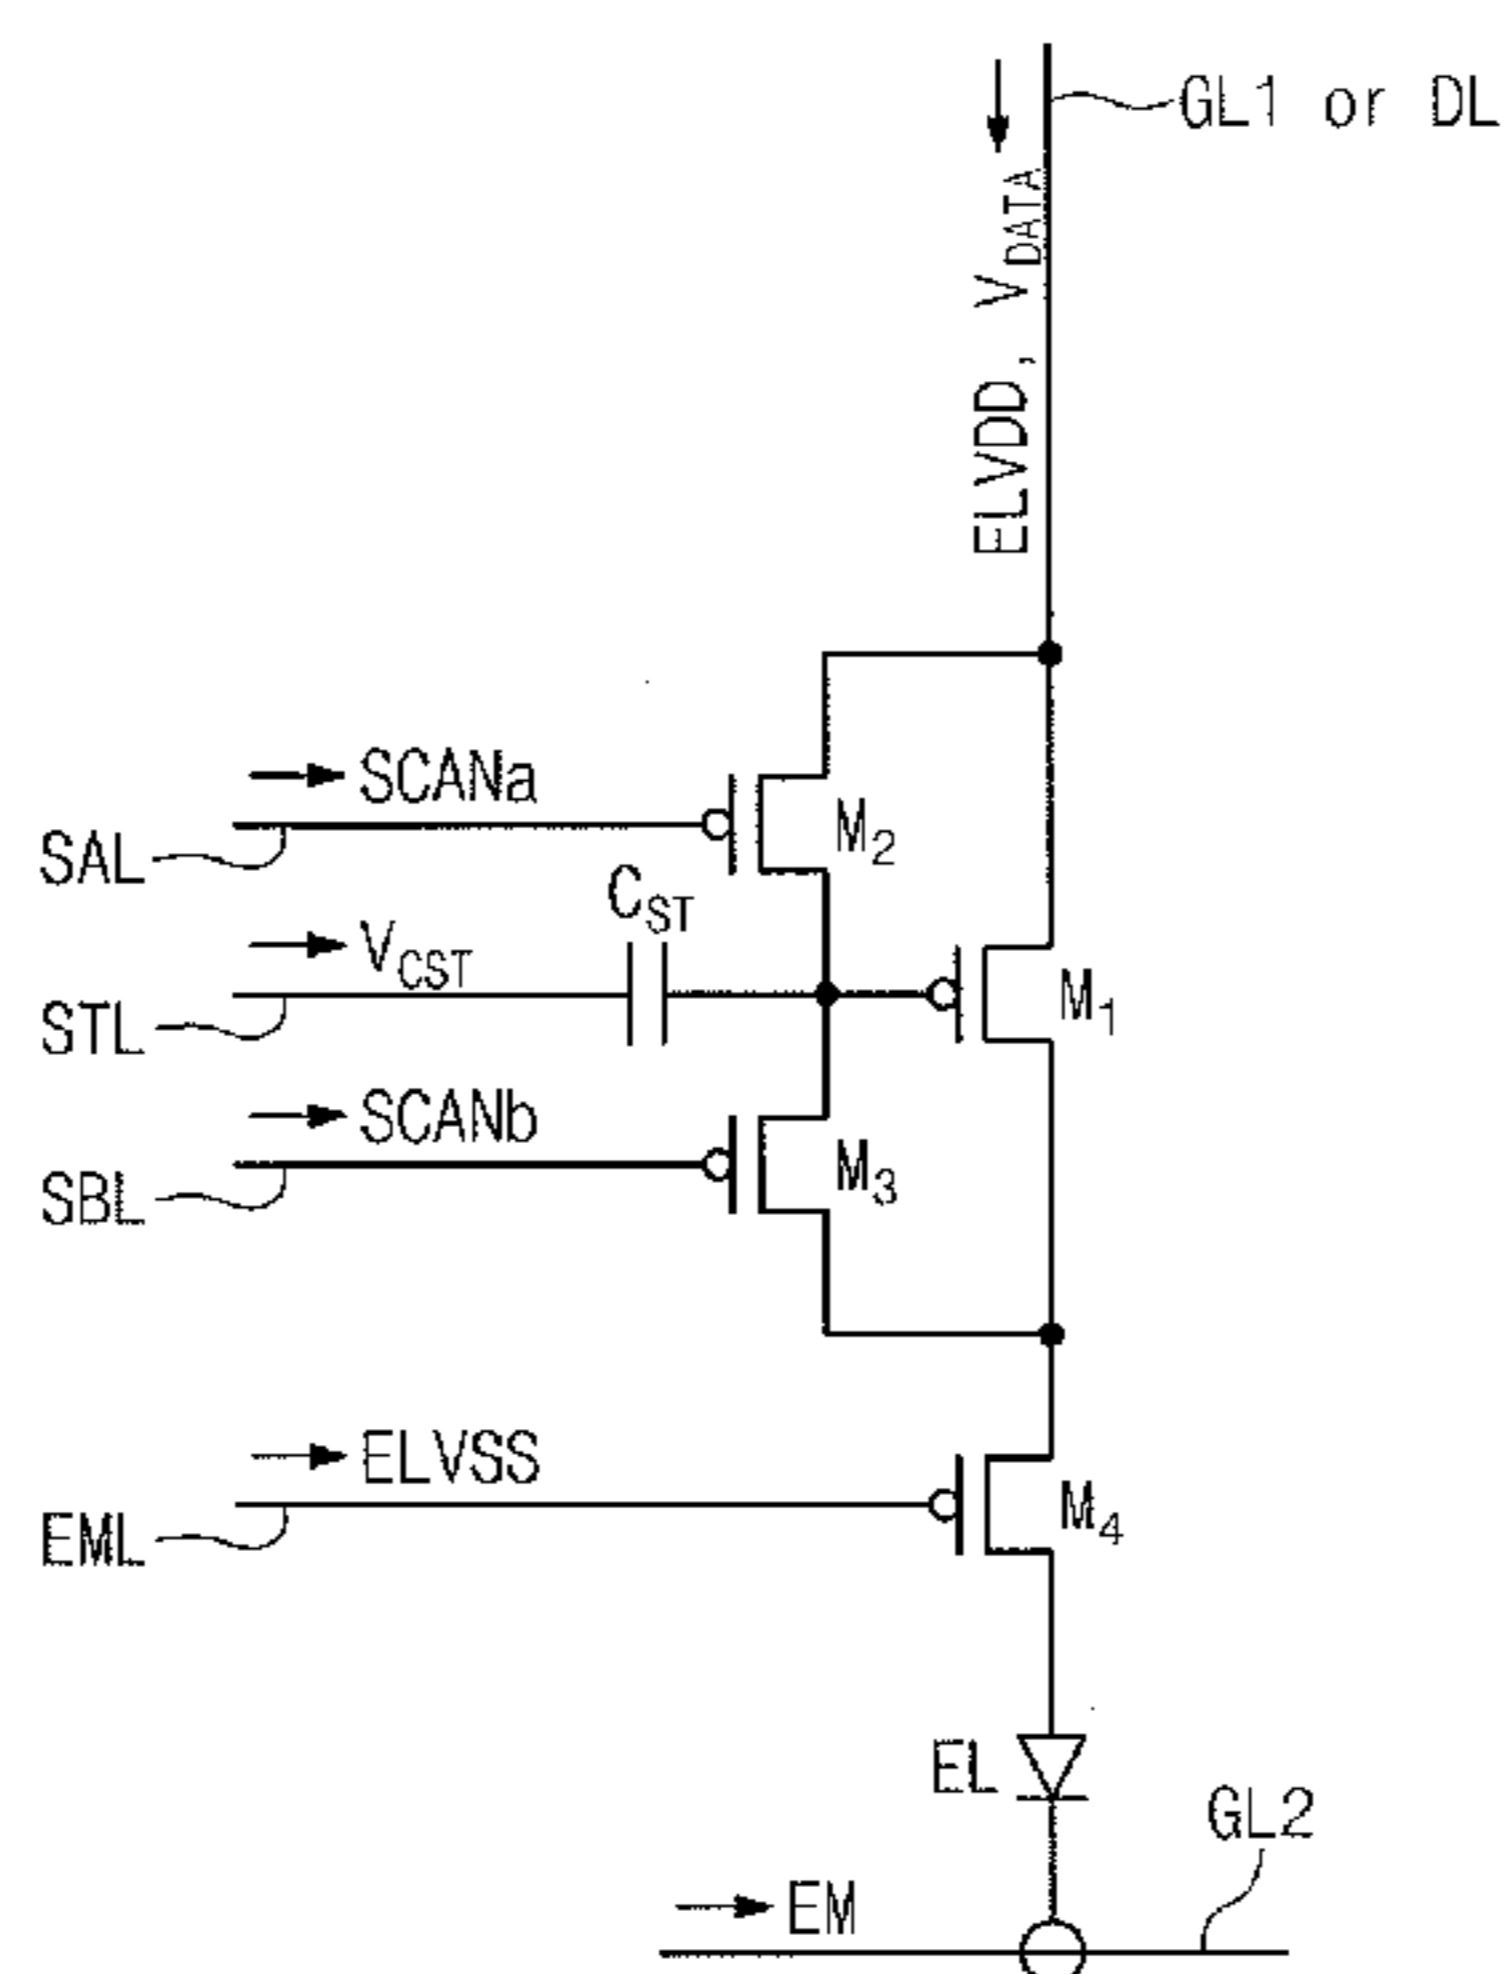 GL1 or DL
ELVDD, VDATA
SCANa
SAL
M2
CST
VCST
STL
M1
SCANb
SBL
M3
ELVSS
EML
M4
EL
GL2
EM